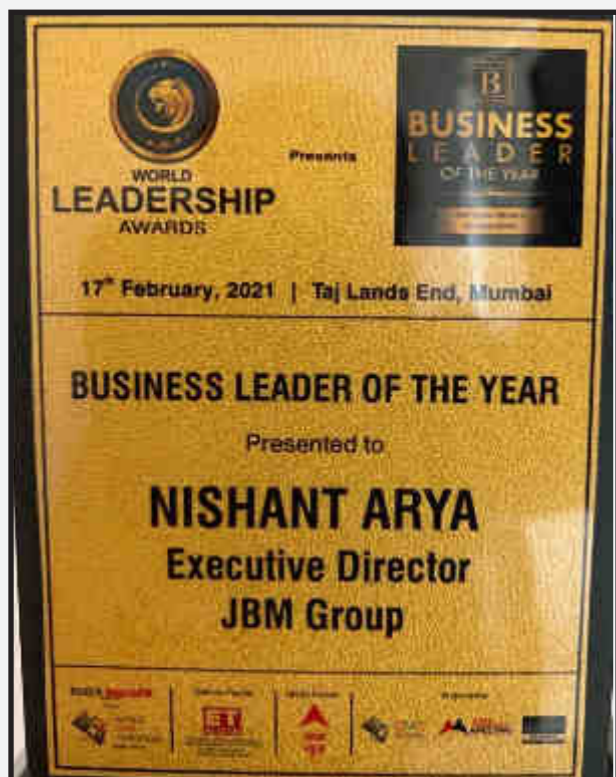 WORLD
LEADERSHIP
AWARDS
Presents
B
BUSINESS
LEADER
OF THE YEAR
17th February, 2021 | Taj Lands End, Mumbai
BUSINESS LEADER OF THE YEAR
Presented to
NISHANT ARYA
Executive Director
JBM Group